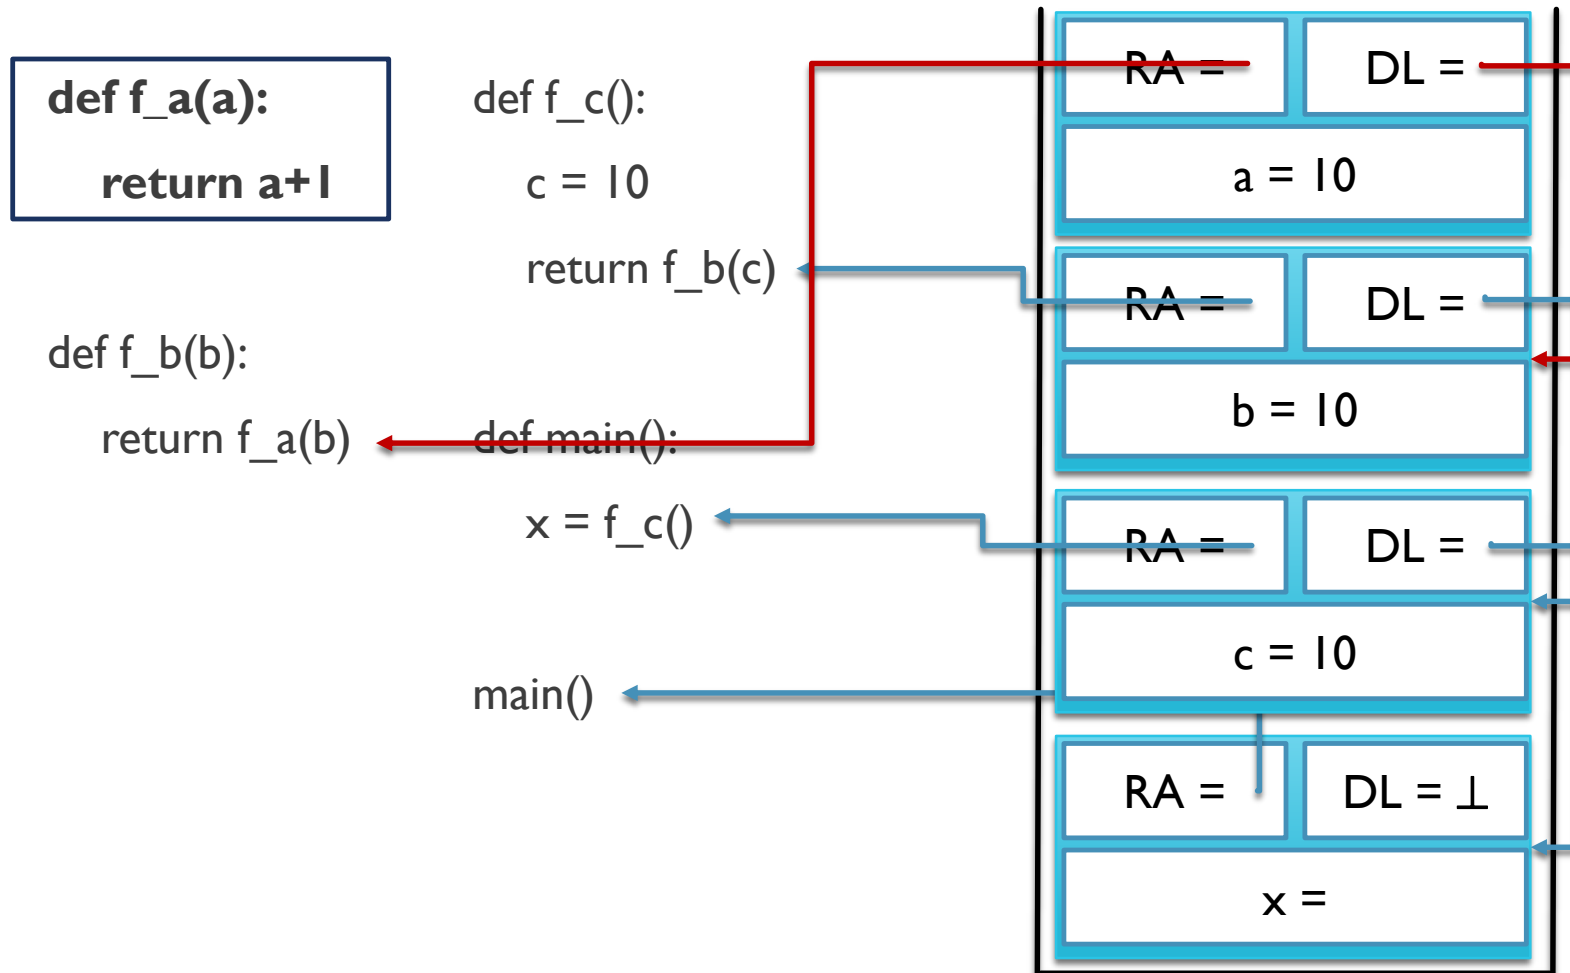 def f_a(a):
return a+1
def f_b(b):
return f_a(b)
def f_c():
c = 10
return f_b(c)
def main():
x = f_c()
main()
RA =
DL =
a = 10
RA =
DL =
b = 10
RA =
DL =
c = 10
RA =
DL = ⊥
x =